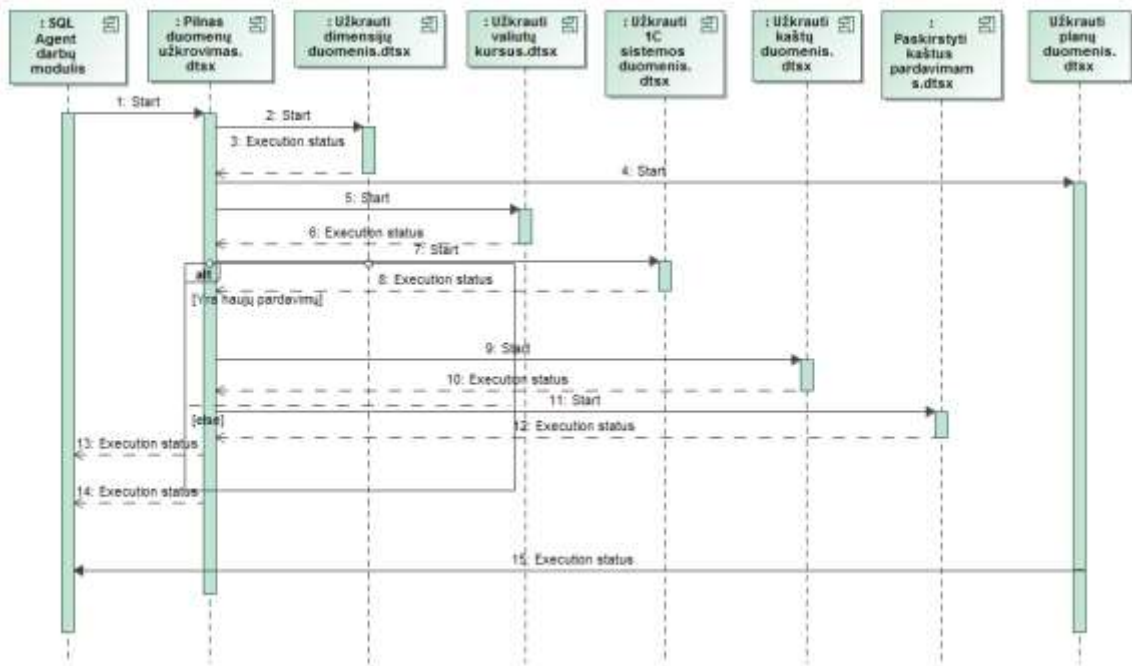 : SQL
Agent
darbų
modulis
: Pilnas
duomenų
užkrovimas.
dtsx
: Užkrauti
dimensijų
duomenis.dtsx
: Užkrauti
valiutų
kursus.dtsx
: Užkrauti
1C
sistemos
duomenis.
dtsx
: Užkrauti
kaštų
duomenis.
dtsx
:
Paskirstyti
kaštus
pardavimam
s.dtsx
Užkrauti
planų
duomenis.
dtsx
1: Start
2: Start
3: Execution status
4: Start
5: Start
6: Execution status
7: Start
alt
8: Execution status
[Yra naujų pardavimų]
9: Start
10: Execution status
11: Start
[else]
12: Execution status
13: Execution status
14: Execution status
15: Execution status